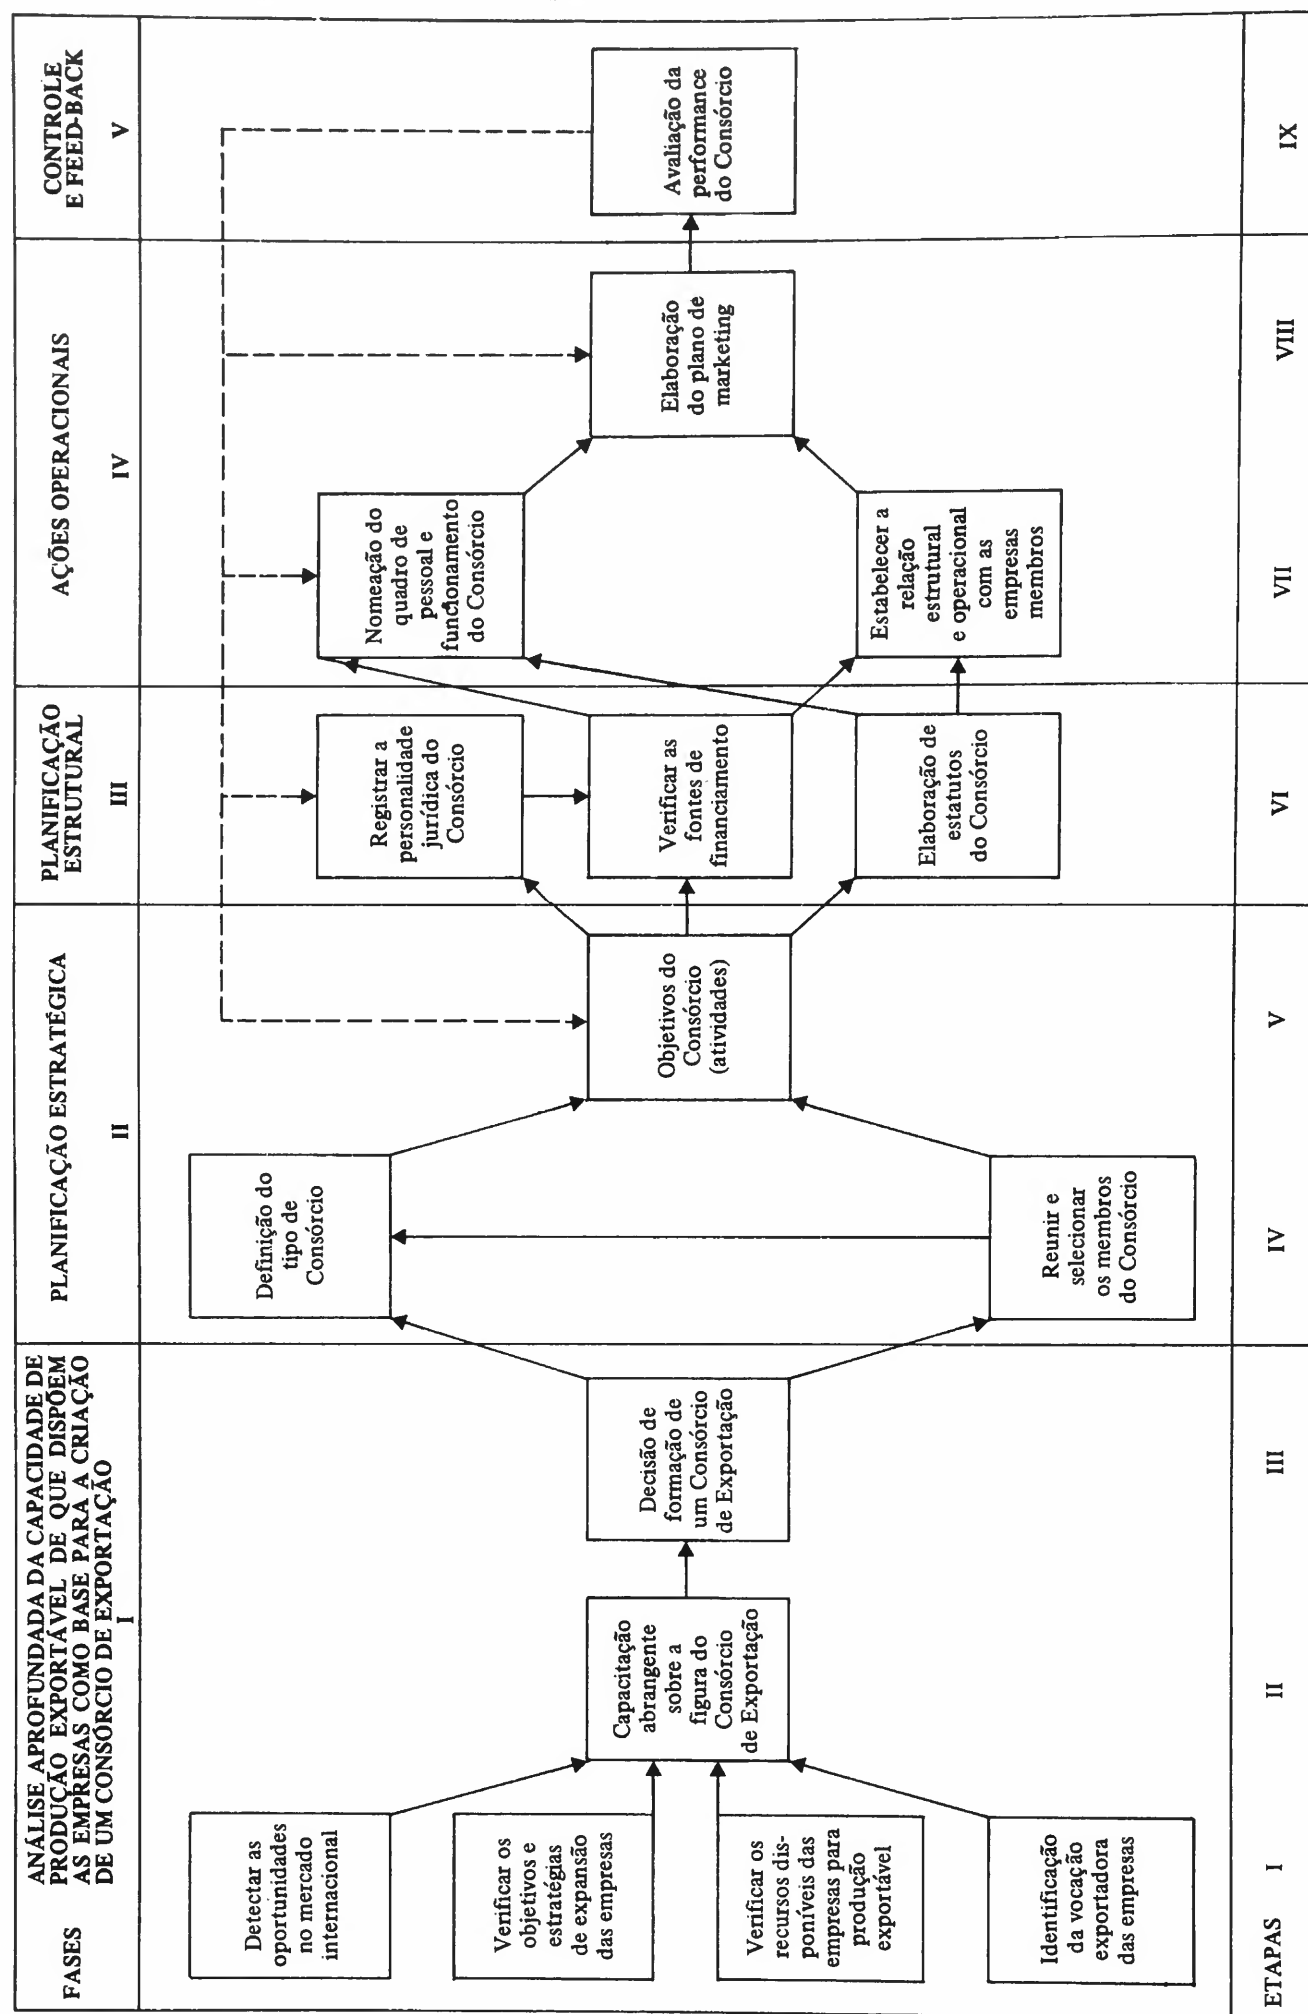 FASES
ANÁLISE APROFUNDADA DA CAPACIDADE DE
PRODUÇÃO EXPORTÁVEL DE QUE DISPÕEM
AS EMPRESAS COMO BASE PARA A CRIAÇÃO
DE UM CONSÓRCIO DE EXPORTAÇÃO
I
PLANIFICAÇÃO ESTRATÉGICA
II
PLANIFICAÇÃO
ESTRUTURAL
III
AÇÕES OPERACIONAIS
IV
CONTROLE
E FEED-BACK
V
Detectar as
oportunidades
no mercado
internacional
Verificar os
objetivos e
estratégias
de expansão
das empresas
Verificar os
recursos dis-
poníveis das
empresas para
produção
exportável
Identificação
da vocação
exportadora
das empresas
Capacitação
abrangente
sobre a
figura do
Consórcio
de Exportação
Decisão de
formação de
um Consórcio
de Exportação
Definição do
tipo de
Consórcio
Reunir e
selecionar
os membros
do Consórcio
Objetivos do
Consórcio
(atividades)
Registrar a
personalidade
jurídica do
Consórcio
Verificar as
fontes de
financiamento
Elaboração de
estatutos
do Consórcio
Nomeação do
quadro de
pessoal e
funcionamento
do Consórcio
Estabelecer a
relação
estrutural
e operacional
com as
empresas
membros
Elaboração
do plano de
marketing
Avaliação da
performance
do Consórcio
ETAPAS
I
II
III
IV
V
VI
VII
VIII
IX